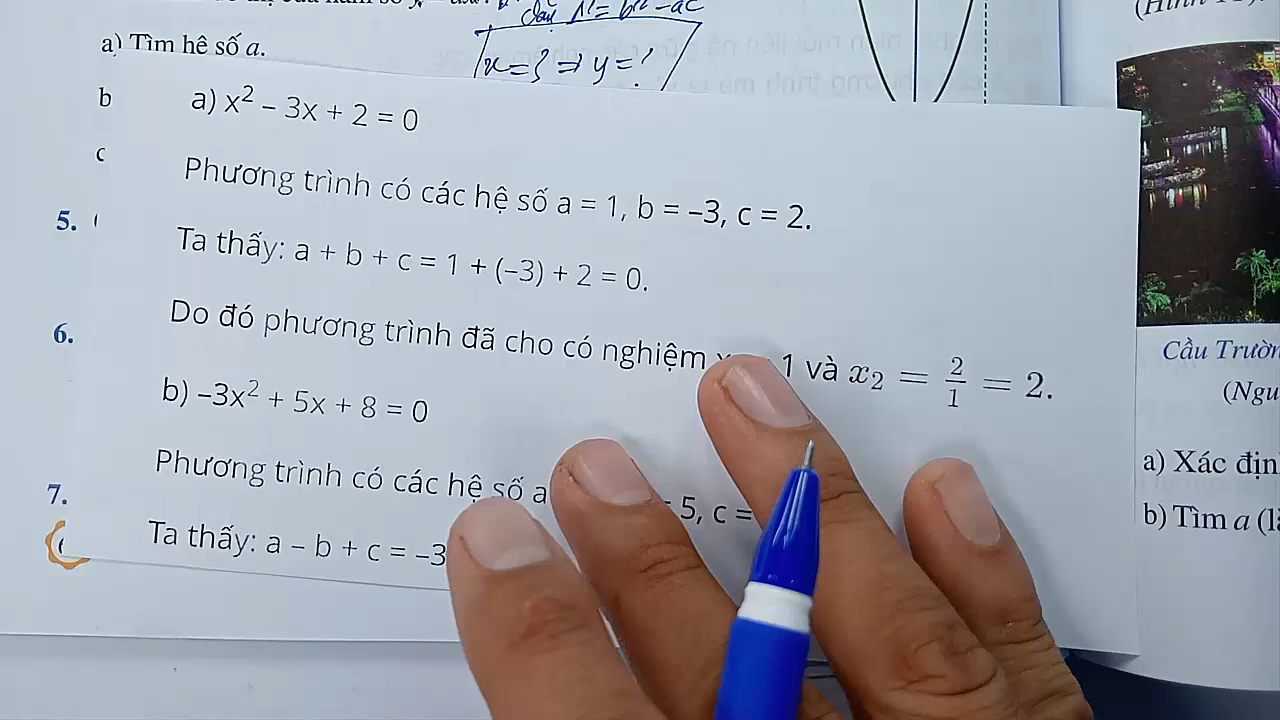 a) Tìm hê số a.
x = 3 ⇒ y = ?
b
c
5.
6.
7.
a) x² – 3x + 2 = 0
Phương trình có các hệ số a = 1, b = –3, c = 2.
Ta thấy: a + b + c = 1 + (–3) + 2 = 0.
Do đó phương trình đã cho có nghiệm 1 và x₂ = 2/1 = 2.
b) –3x² + 5x + 8 = 0
Phương trình có các hệ số a 5, c =
Ta thấy: a – b + c = –3
Cầu Trườn
(Ngu
a) Xác địn
b) Tìm a (l